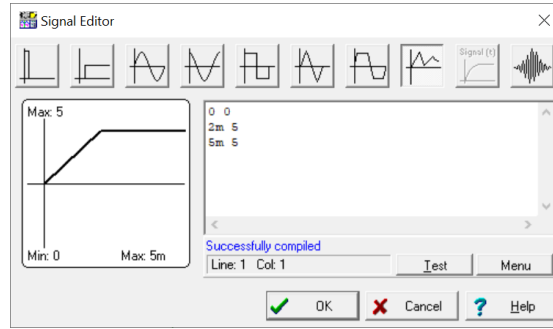 Signal Editor
Signal (t)
Max: 5
0 0
2m 5
5m 5
Min: 0 Max: 5m
Successfully compiled
Line: 1 Col: 1
Test
Menu
OK
Cancel
Help